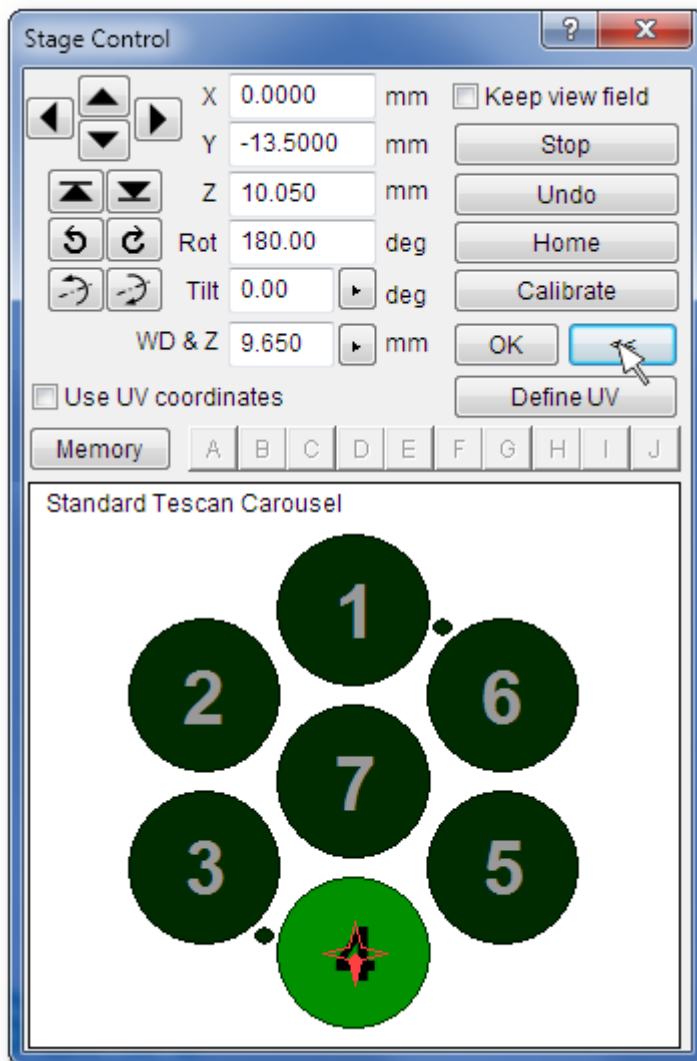 Stage Control ? X
X 0.0000 mm Keep view field
Y -13.5000 mm Stop
Z 10.050 mm Undo
Rot 180.00 deg Home
Tilt 0.00 deg Calibrate
WD & Z 9.650 mm OK <<
Use UV coordinates Define UV
Memory A B C D E F G H I J
Standard Tescan Carousel
1
2 6
7
3 5
4